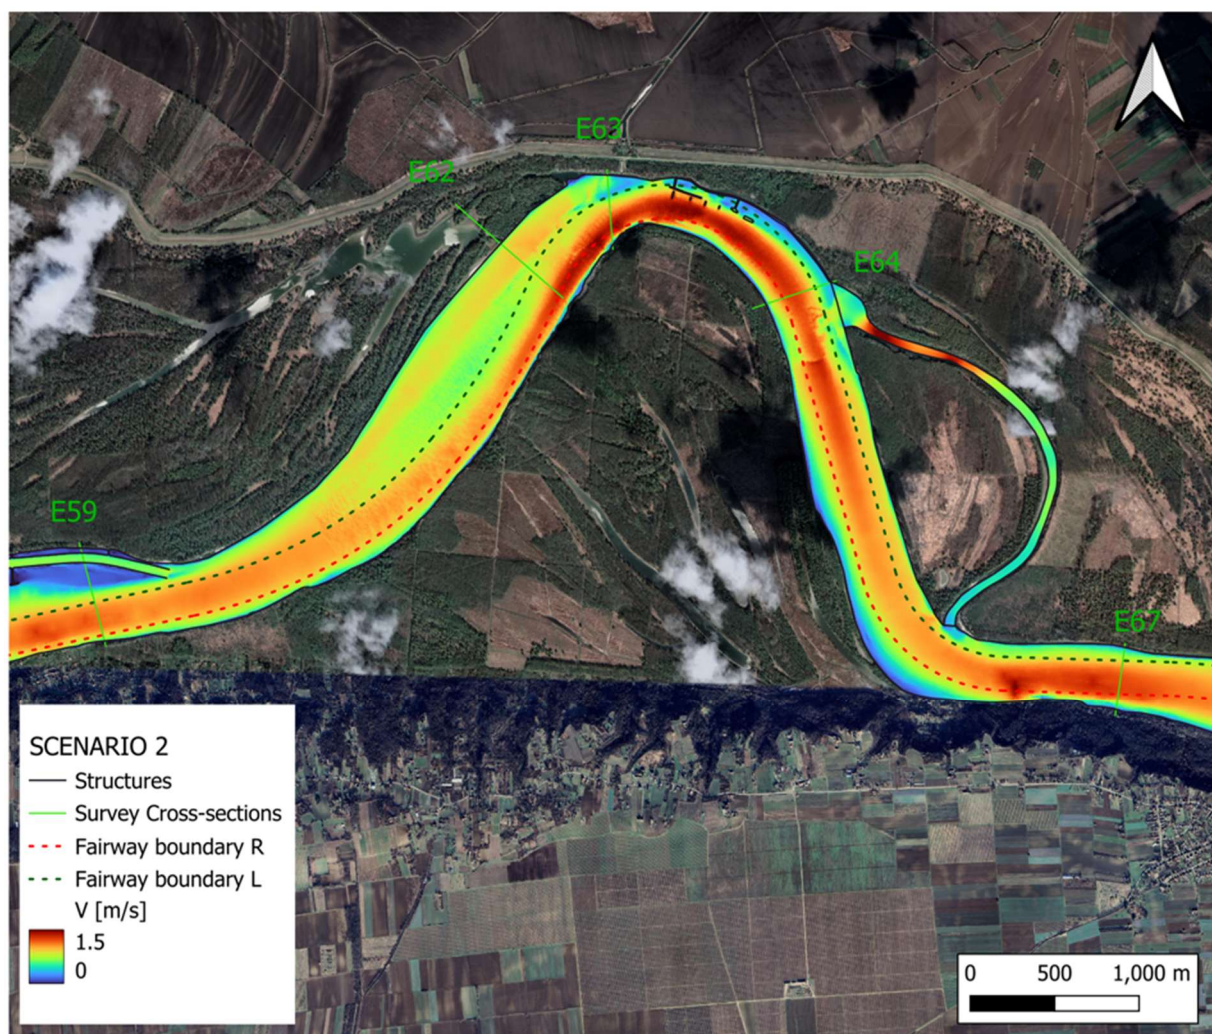 E63
E62
E64
E59
E67
SCENARIO 2
Structures
Survey Cross-sections
Fairway boundary R
Fairway boundary L
V [m/s]
1.5
0
0 500 1,000 m